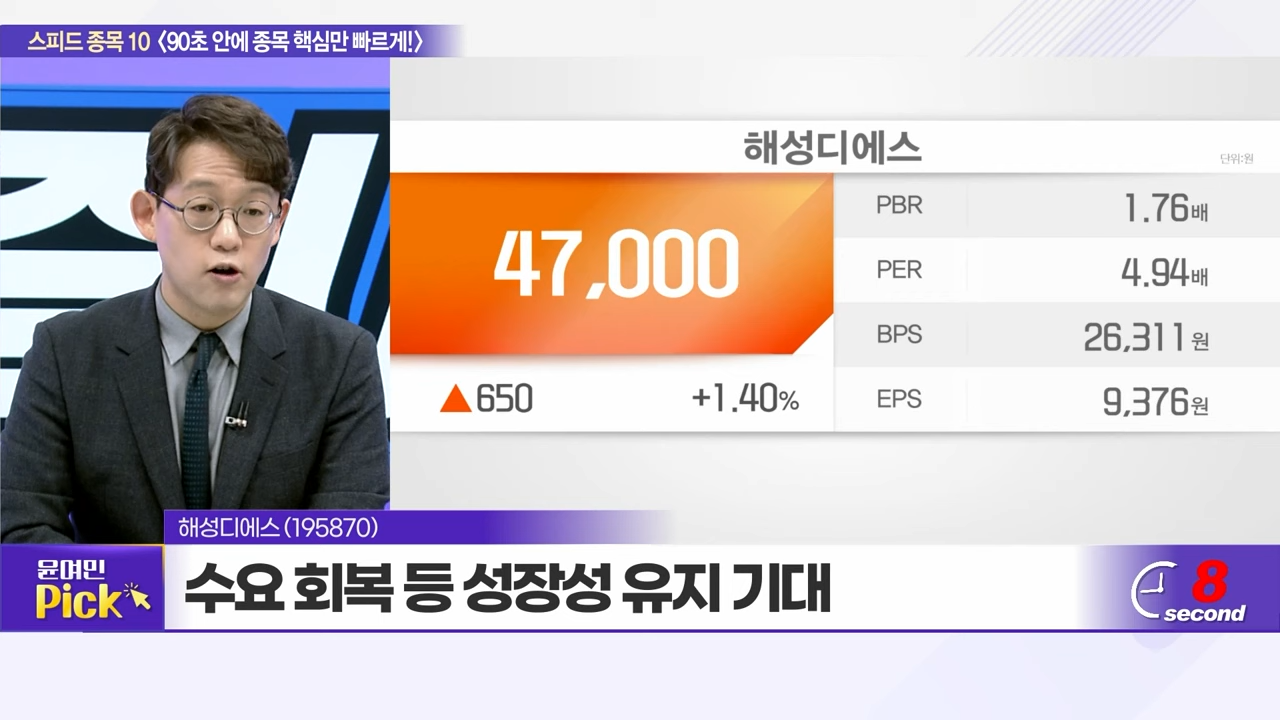 스피드 종목 10 〈90초 안에 종목 핵심만 빠르게!〉
해성디에스
단위:원
47,000
▲650 +1.40%
PBR 1.76배
PER 4.94배
BPS 26,311원
EPS 9,376원
해성디에스(195870)
윤여민
Pick
수요 회복 등 성장성 유지 기대
8
second